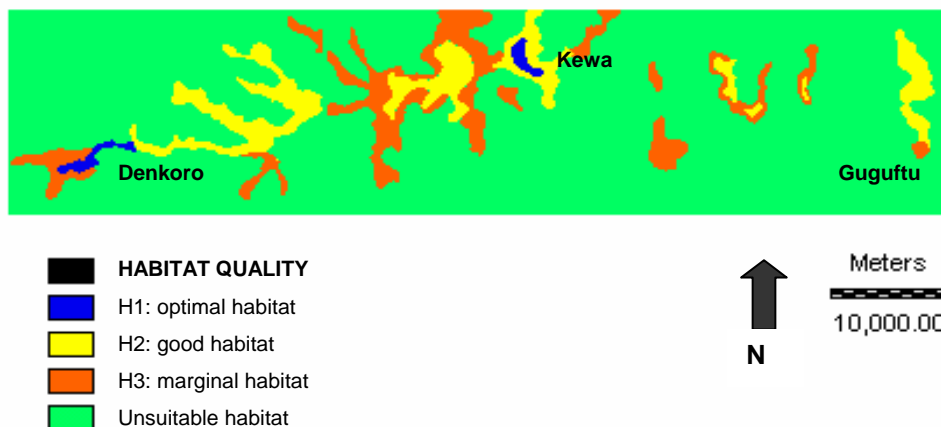 Kewa
Denkoro
Guguftu
HABITAT QUALITY
H1: optimal habitat
H2: good habitat
H3: marginal habitat
Unsuitable habitat
N
Meters
10,000.00